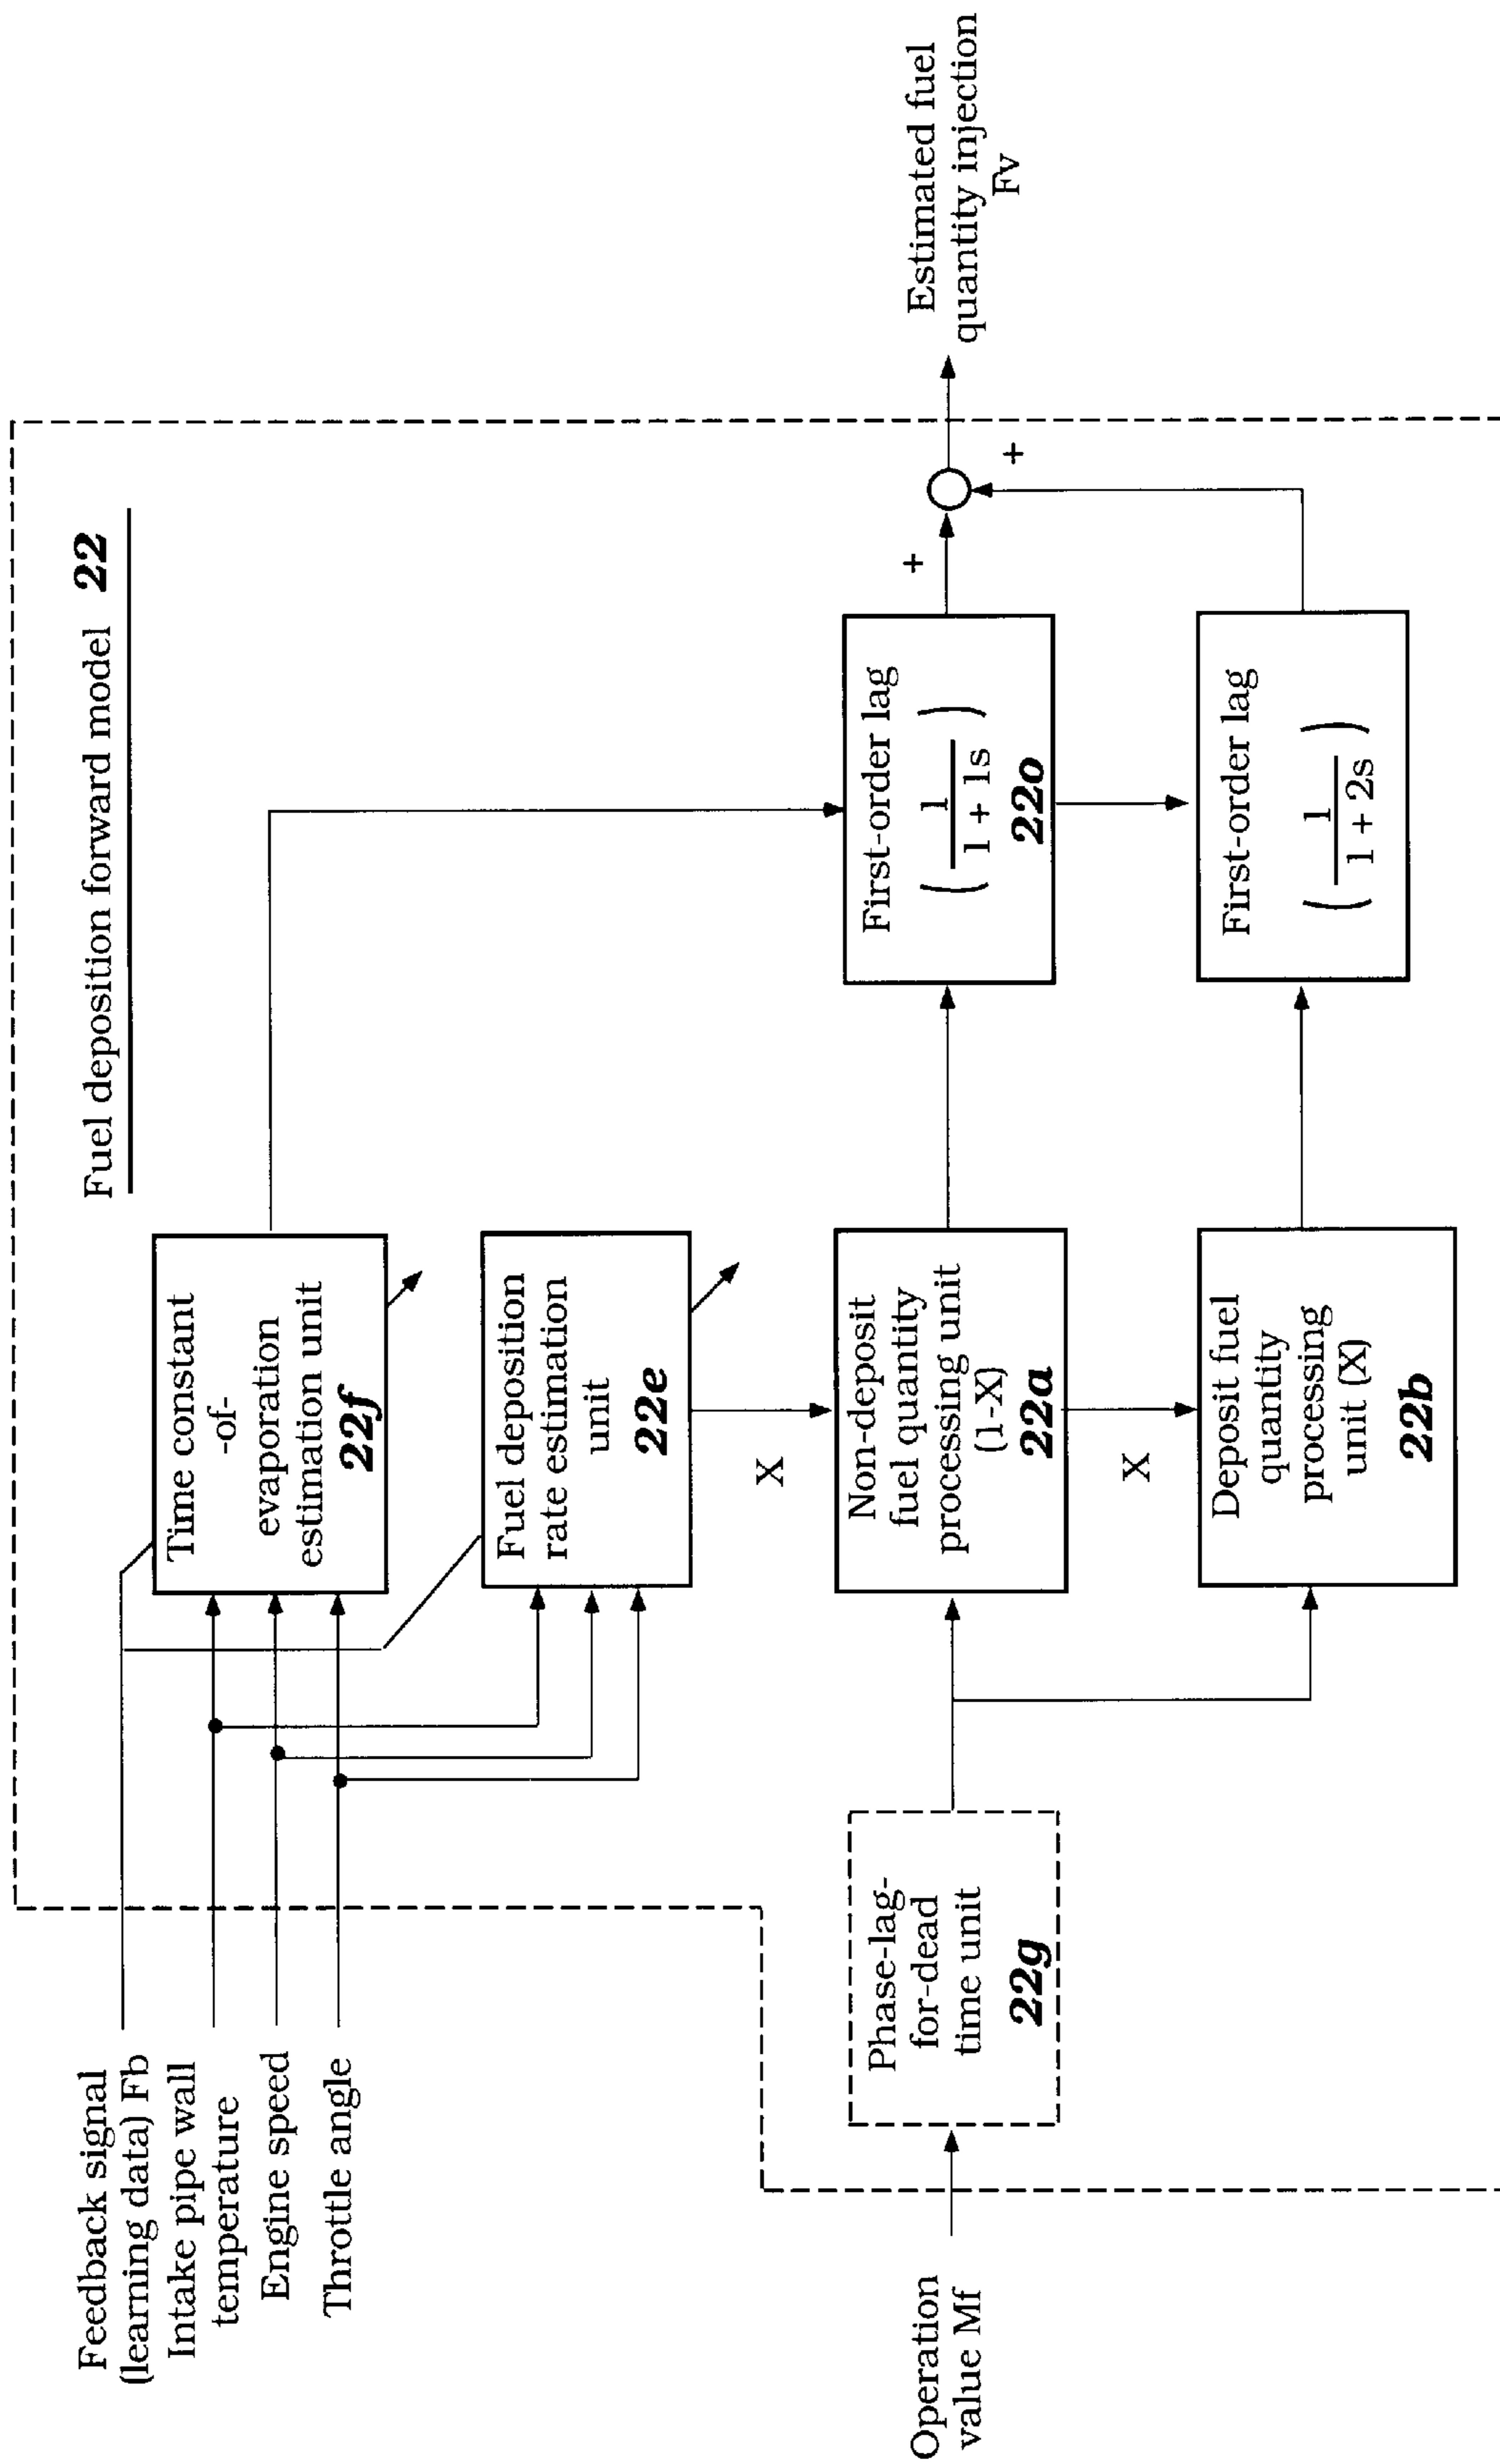 Fuel deposition forward model 22
Feedback signal
(learning data) Fb
Intake pipe wall
temperature
Engine speed
Throttle angle
Time constant
-of-
evaporation
estimation unit
22f
Fuel deposition
rate estimation
unit
22e
X
Operation
value Mf
Phase-lag-
for-dead
time unit
22g
Non-deposit
fuel quantity
processing unit
(1-X)
22a
X
Deposit fuel
quantity
processing
unit (X)
22b
First-order lag
( 1
1 + 1s )
22o
First-order lag
( 1
1 + 2s )
+
+
Estimated fuel
quantity injection
Fv